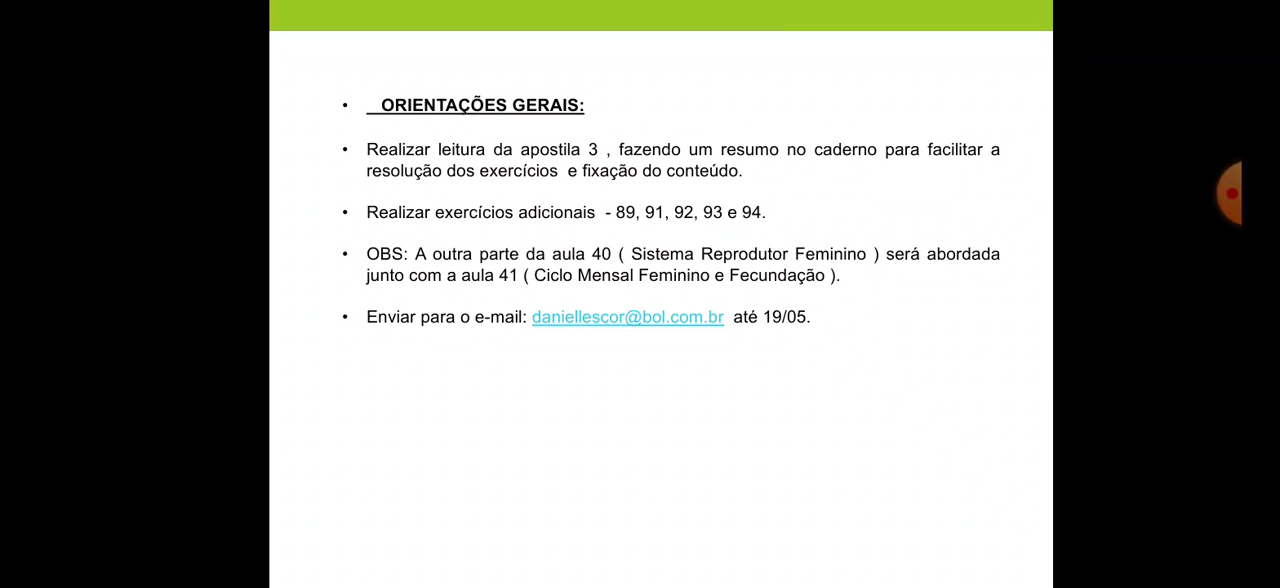 • ORIENTAÇÕES GERAIS:
• Realizar leitura da apostila 3 , fazendo um resumo no caderno para facilitar a
resolução dos exercícios e fixação do conteúdo.
• Realizar exercícios adicionais - 89, 91, 92, 93 e 94.
• OBS: A outra parte da aula 40 ( Sistema Reprodutor Feminino ) será abordada
junto com a aula 41 ( Ciclo Mensal Feminino e Fecundação ).
• Enviar para o e-mail: daniellescor@bol.com.br até 19/05.